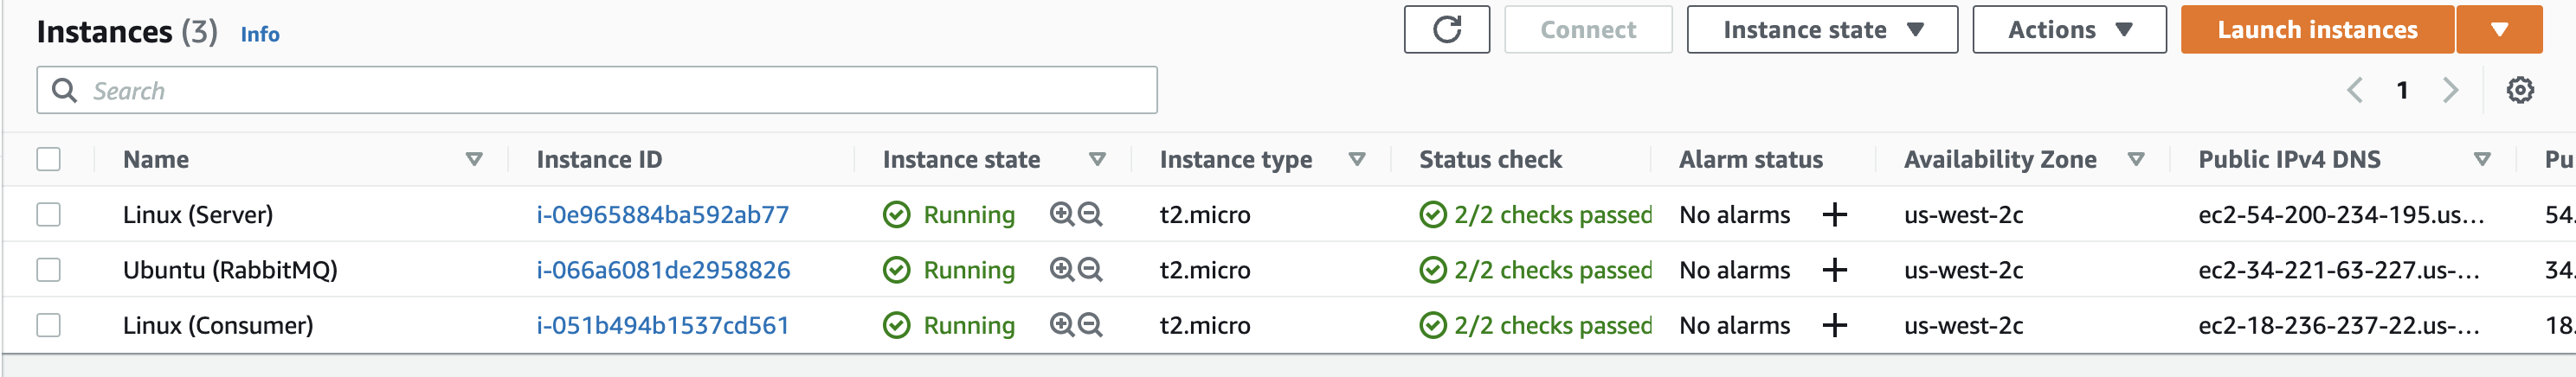 Instances (3) Info Connect Instance state Actions Launch instances
Search 1
Name Instance ID Instance state Instance type Status check Alarm status Availability Zone Public IPv4 DNS Pu
Linux (Server) i-0e965884ba592ab77 Running t2.micro 2/2 checks passed No alarms + us-west-2c ec2-54-200-234-195.us... 54.
Ubuntu (RabbitMQ) i-066a6081de2958826 Running t2.micro 2/2 checks passed No alarms + us-west-2c ec2-34-221-63-227.us-... 34.
Linux (Consumer) i-051b494b1537cd561 Running t2.micro 2/2 checks passed No alarms + us-west-2c ec2-18-236-237-22.us-... 18.